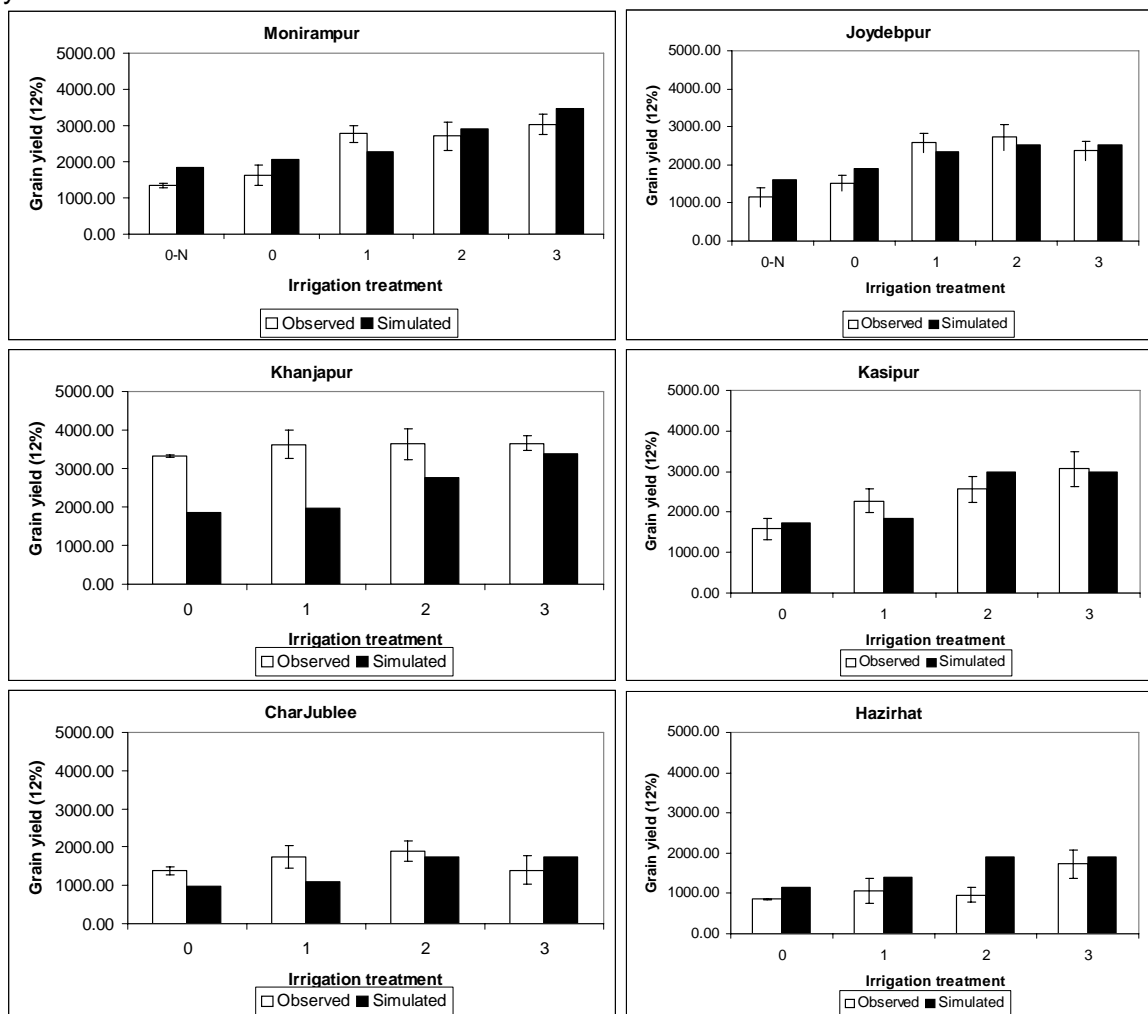 y
Monirampur
5000.00
4000.00
3000.00
2000.00
1000.00
0.00
Grain yield (12%)
0-N 0 1 2 3
Irrigation treatment
Observed Simulated
Joydebpur
5000.00
4000.00
3000.00
2000.00
1000.00
0.00
Grain yield (12%)
0-N 0 1 2 3
Irrigation treatment
Observed Simulated
Khanjapur
5000.00
4000.00
3000.00
2000.00
1000.00
0.00
Grain yield (12%)
0 1 2 3
Irrigation treatment
Observed Simulated
Kasipur
5000.00
4000.00
3000.00
2000.00
1000.00
0.00
Grain yield (12%)
0 1 2 3
Irrigation treatment
Observed Simulated
CharJublee
5000.00
4000.00
3000.00
2000.00
1000.00
0.00
Grain yield (12%)
0 1 2 3
Irrigation treatment
Observed Simulated
Hazirhat
5000.00
4000.00
3000.00
2000.00
1000.00
0.00
Grain yield (12%)
0 1 2 3
Irrigation treatment
Observed Simulated